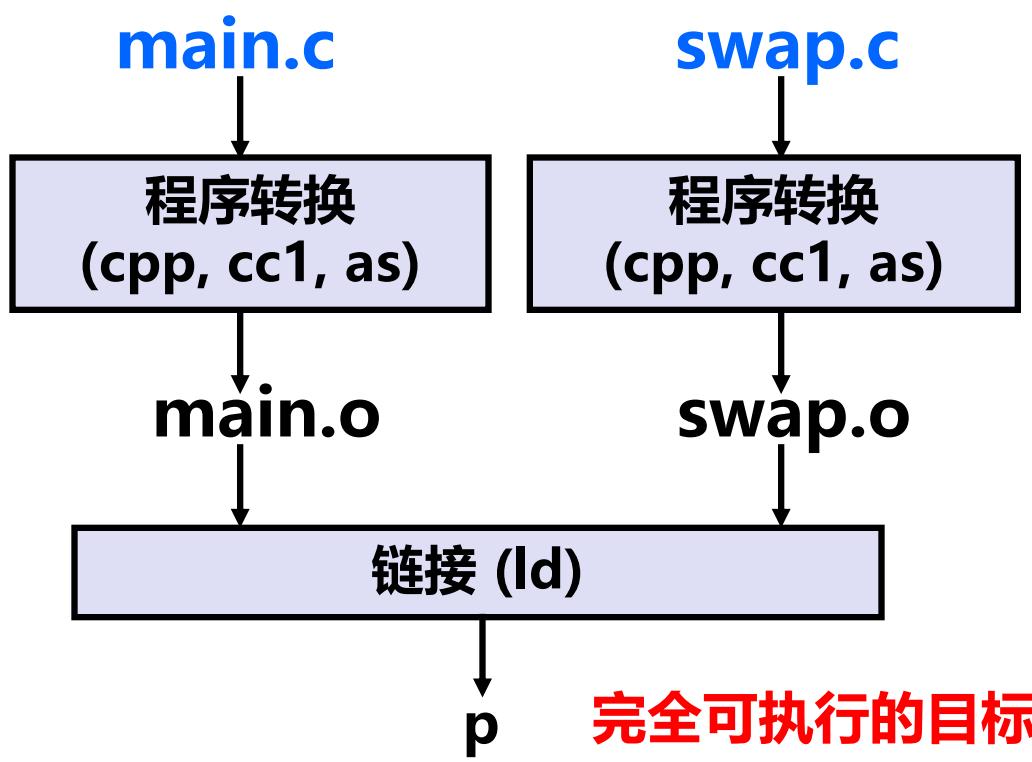 main.c
swap.c
程序转换
(cpp, cc1, as)
程序转换
(cpp, cc1, as)
main.o
swap.o
链接 (ld)
p
完全可执行的目标